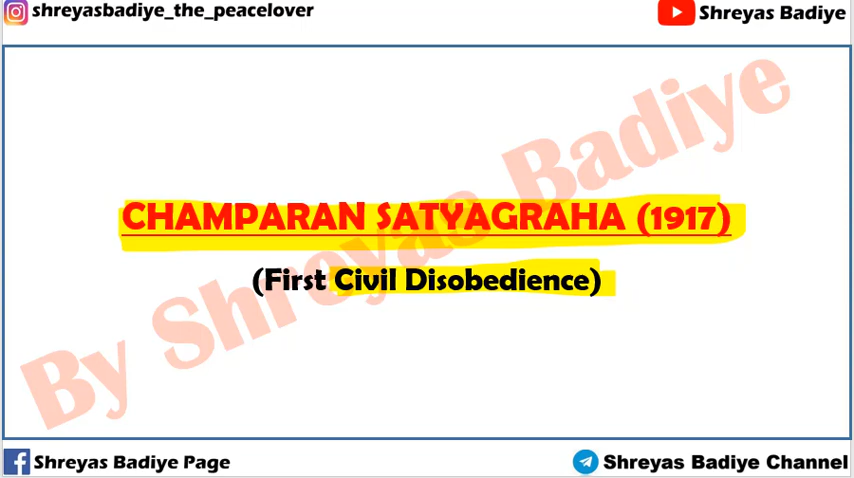 shreyasbadiye_the_peacelover
Shreyas Badiye
By Shreyas Badiye
CHAMPARAN SATYAGRAHA (1917)
(First Civil Disobedience)
Shreyas Badiye Page
Shreyas Badiye Channel